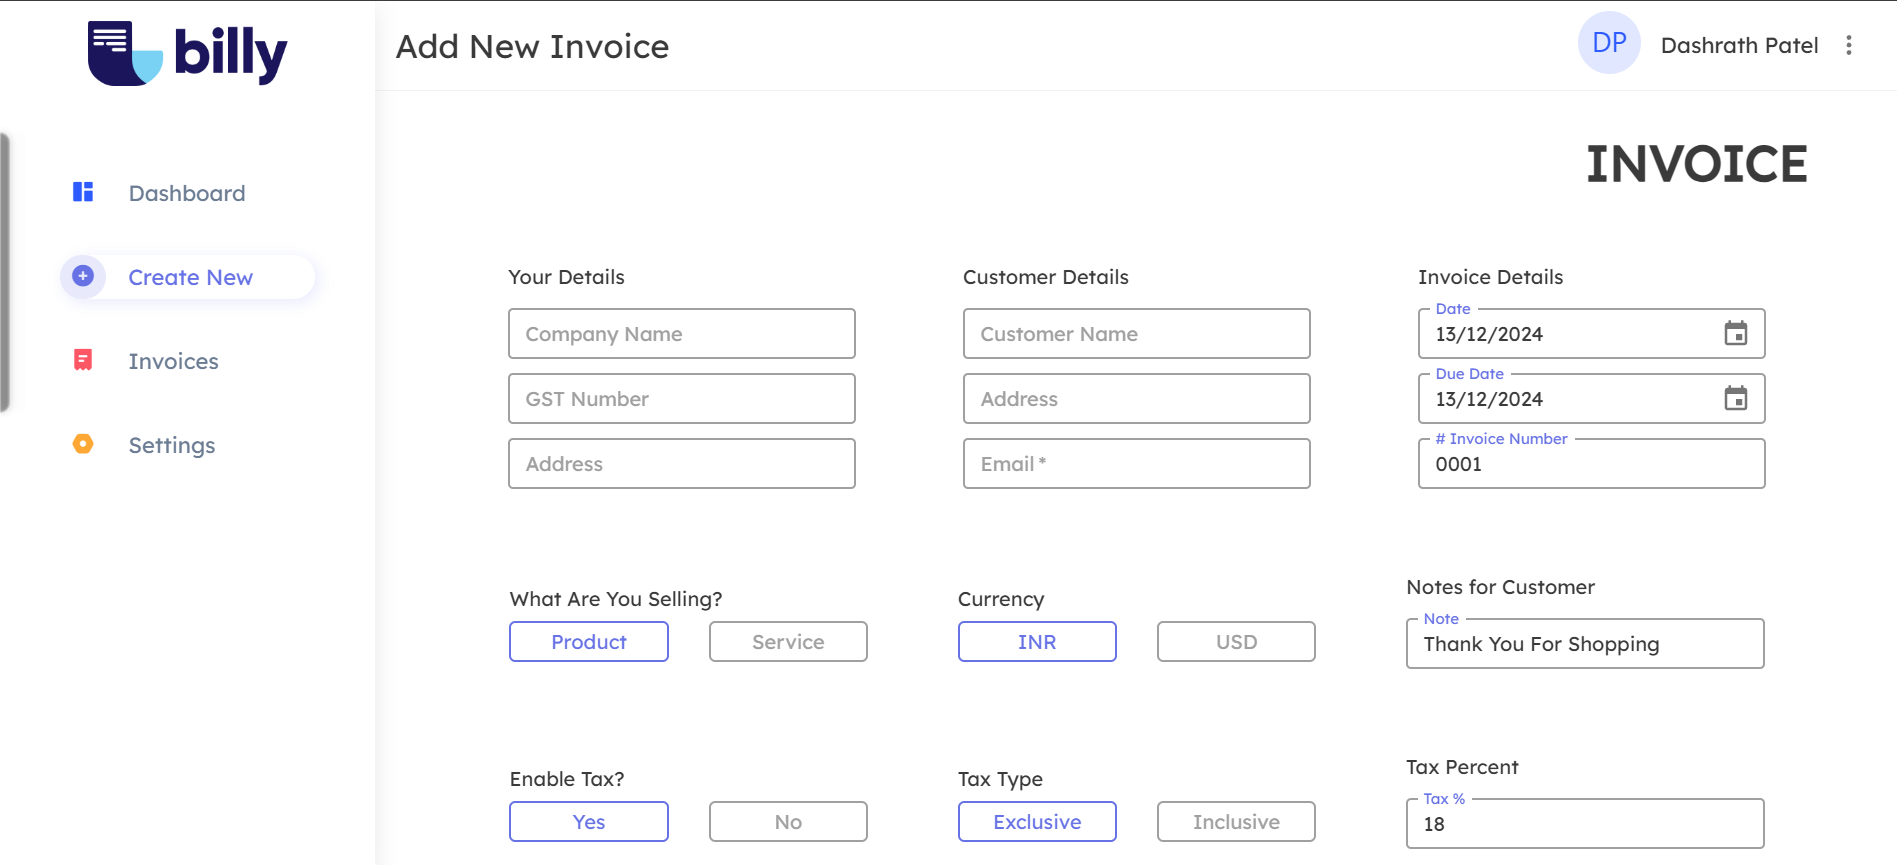 billy
Add New Invoice
DP
Dashrath Patel
Dashboard
Create New
Invoices
Settings
INVOICE
Your Details
Company Name
GST Number
Address
Customer Details
Customer Name
Address
Email *
Invoice Details
Date
13/12/2024
Due Date
13/12/2024
# Invoice Number
0001
What Are You Selling?
Product
Service
Currency
INR
USD
Notes for Customer
Note
Thank You For Shopping
Enable Tax?
Yes
No
Tax Type
Exclusive
Inclusive
Tax Percent
Tax %
18